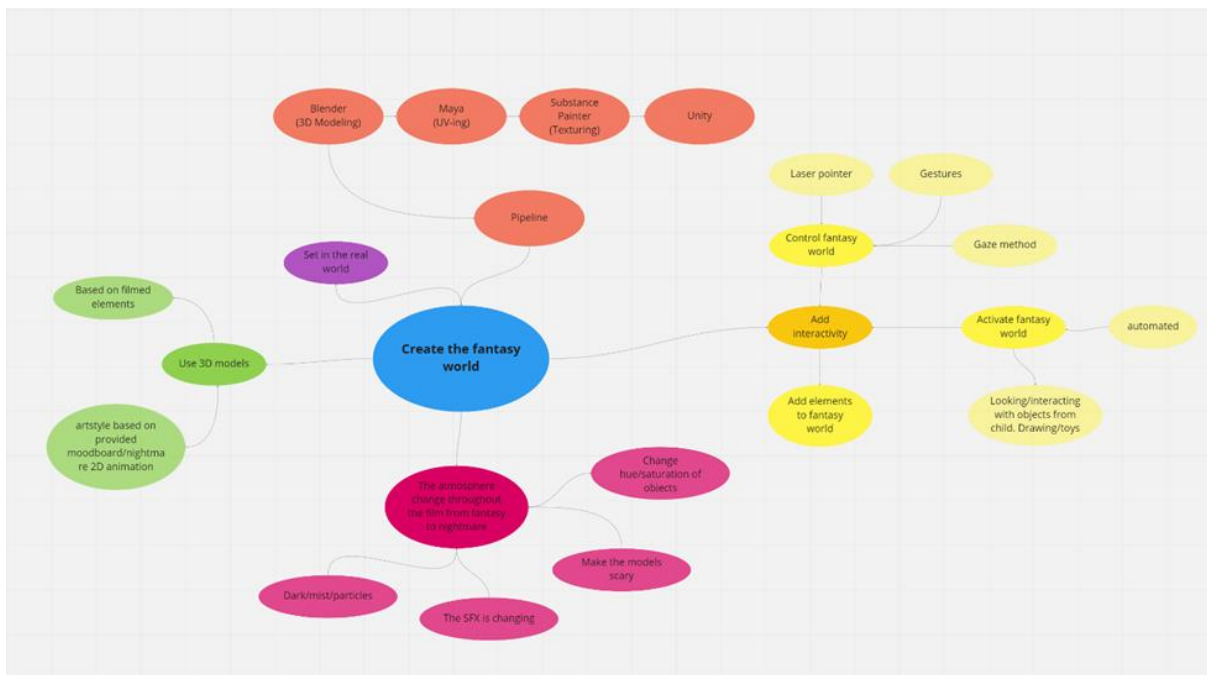 Blender
(3D Modeling)
Maya
(UV-ing)
Substance
Painter
(Texturing)
Unity
Pipeline
Set in the real
world
Based on filmed
elements
Use 3D models
artstyle based on
provided
moodboard/nightma
re 2D animation
Create the fantasy
world
Laser pointer
Gestures
Control fantasy
world
Gaze method
Add
interactivity
Activate fantasy
world
automated
Add elements
to fantasy
world
Looking/interacting
with objects from
child. Drawing/toys
The atmosphere
change throughout
the film from fantasy
to nightmare
Change
hue/saturation of
objects
Make the models
scary
Dark/mist/particles
The SFX is changing